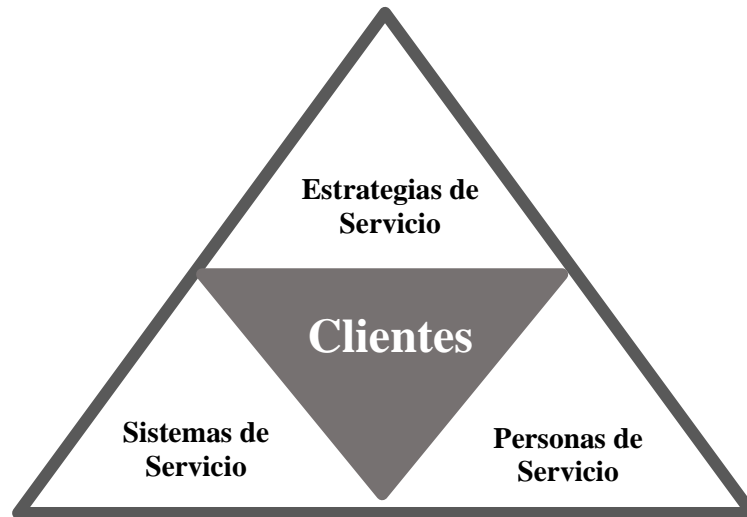 Estrategias de
Servicio
Clientes
Sistemas de
Servicio
Personas de
Servicio